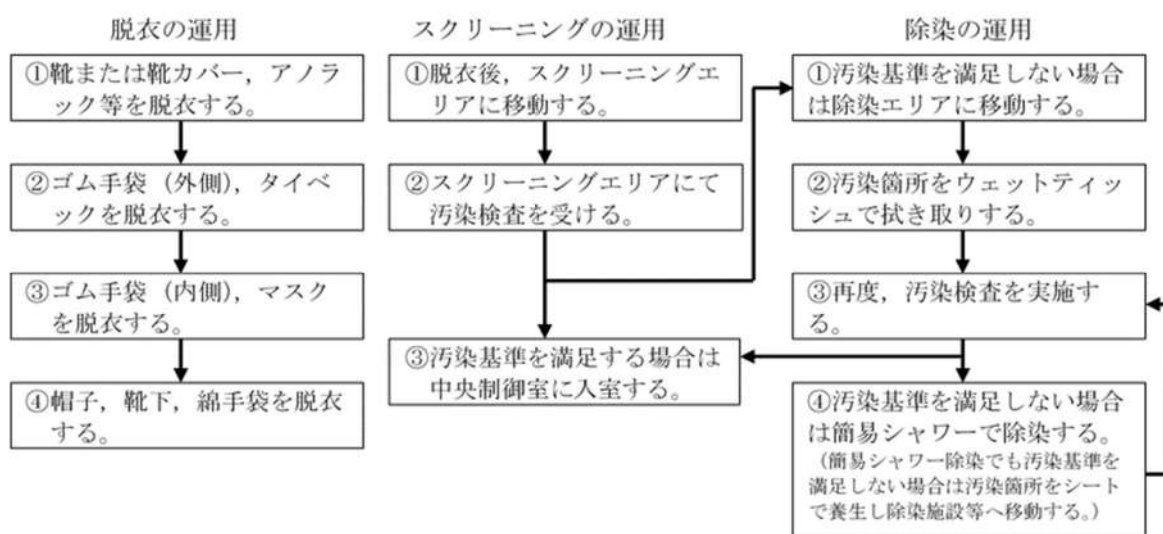 脱衣の運用
①靴または靴カバー，アノラ
ック等を脱衣する。
②ゴム手袋（外側），タイベ
ックを脱衣する。
③ゴム手袋（内側），マスク
を脱衣する。
④帽子，靴下，綿手袋を脱衣
する。
スクリーニングの運用
①脱衣後，スクリーニングエ
リアに移動する。
②スクリーニングエリアにて
汚染検査を受ける。
③汚染基準を満足する場合は
中央制御室に入室する。
除染の運用
①汚染基準を満足しない場合
は除染エリアに移動する。
②汚染箇所をウェットティッ
シュで拭き取りする。
③再度，汚染検査を実施す
る。
④汚染基準を満足しない場合
は簡易シャワーで除染する。
（簡易シャワー除染でも汚染基準を
満足しない場合は汚染箇所をシート
で養生し除染施設等へ移動する。）